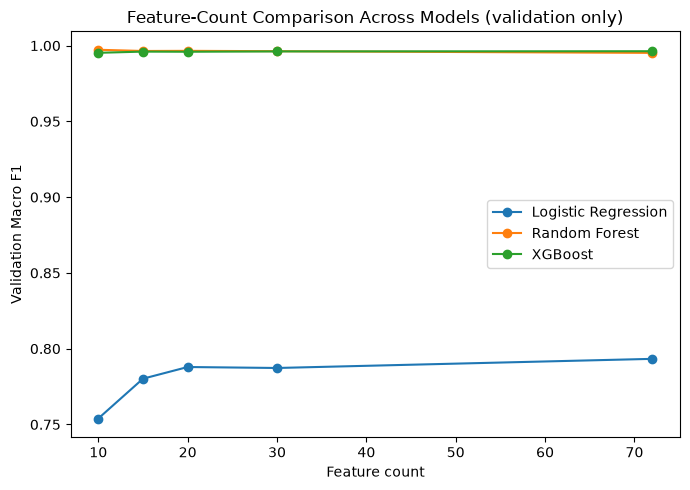 Feature-Count Comparison Across Models (validation only)
Validation Macro F1
1.00
0.95
0.90
0.85
0.80
0.75
Logistic Regression
Random Forest
XGBoost
10 20 30 40 50 60 70
Feature count